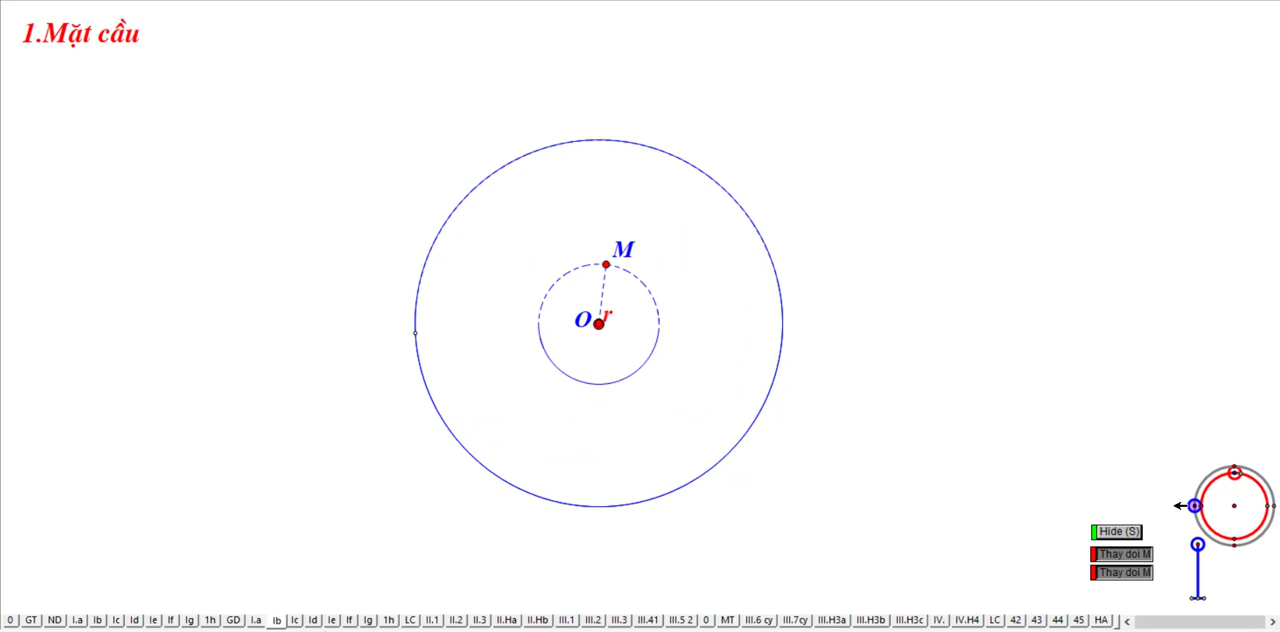 1.Mặt cầu
M
O r
Hide (S)
Thay doi M
Thay doi M
0 GT ND I.a Ib Ic Id Ie If Ig 1h GD I.a Ib Ic Id Ie If Ig 1h LC II.1 II.2 II.3 II.Ha II.Hb III.1 III.2 III.3 III.41 III.5 2 0 MT III.6 cy III.7cy III.H3a III.H3b III.H3c IV. IV.H4 LC 42 43 44 45 HA